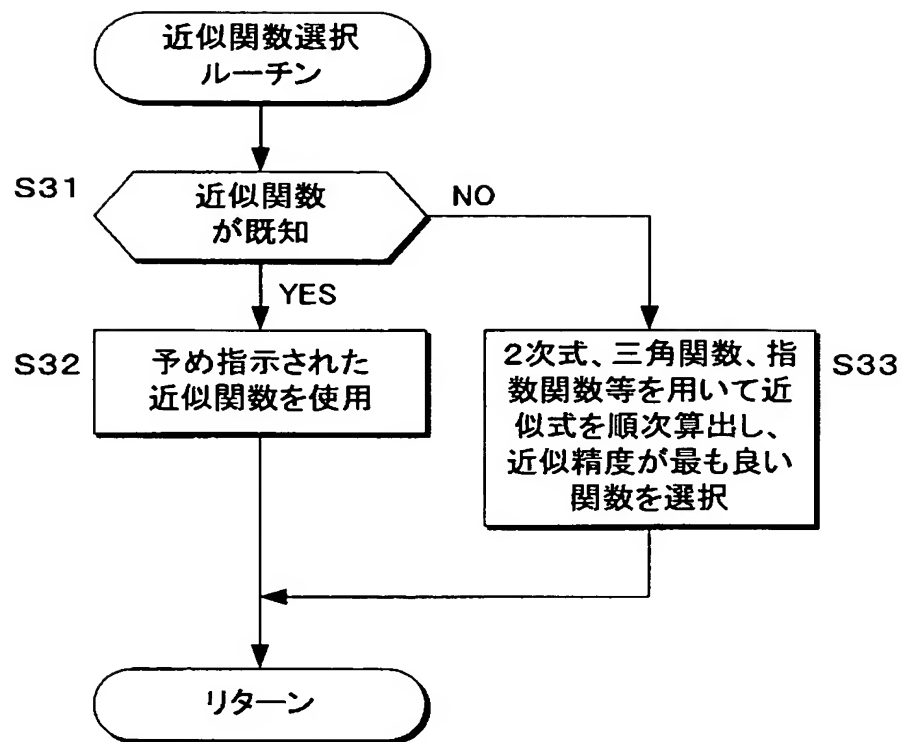 近似関数選択
ルーチン
S31
近似関数
が既知
NO
YES
S32
予め指示された
近似関数を使用
2次式、三角関数、指
数関数等を用いて近
似式を順次算出し、
近似精度が最も良い
関数を選択
S33
リターン